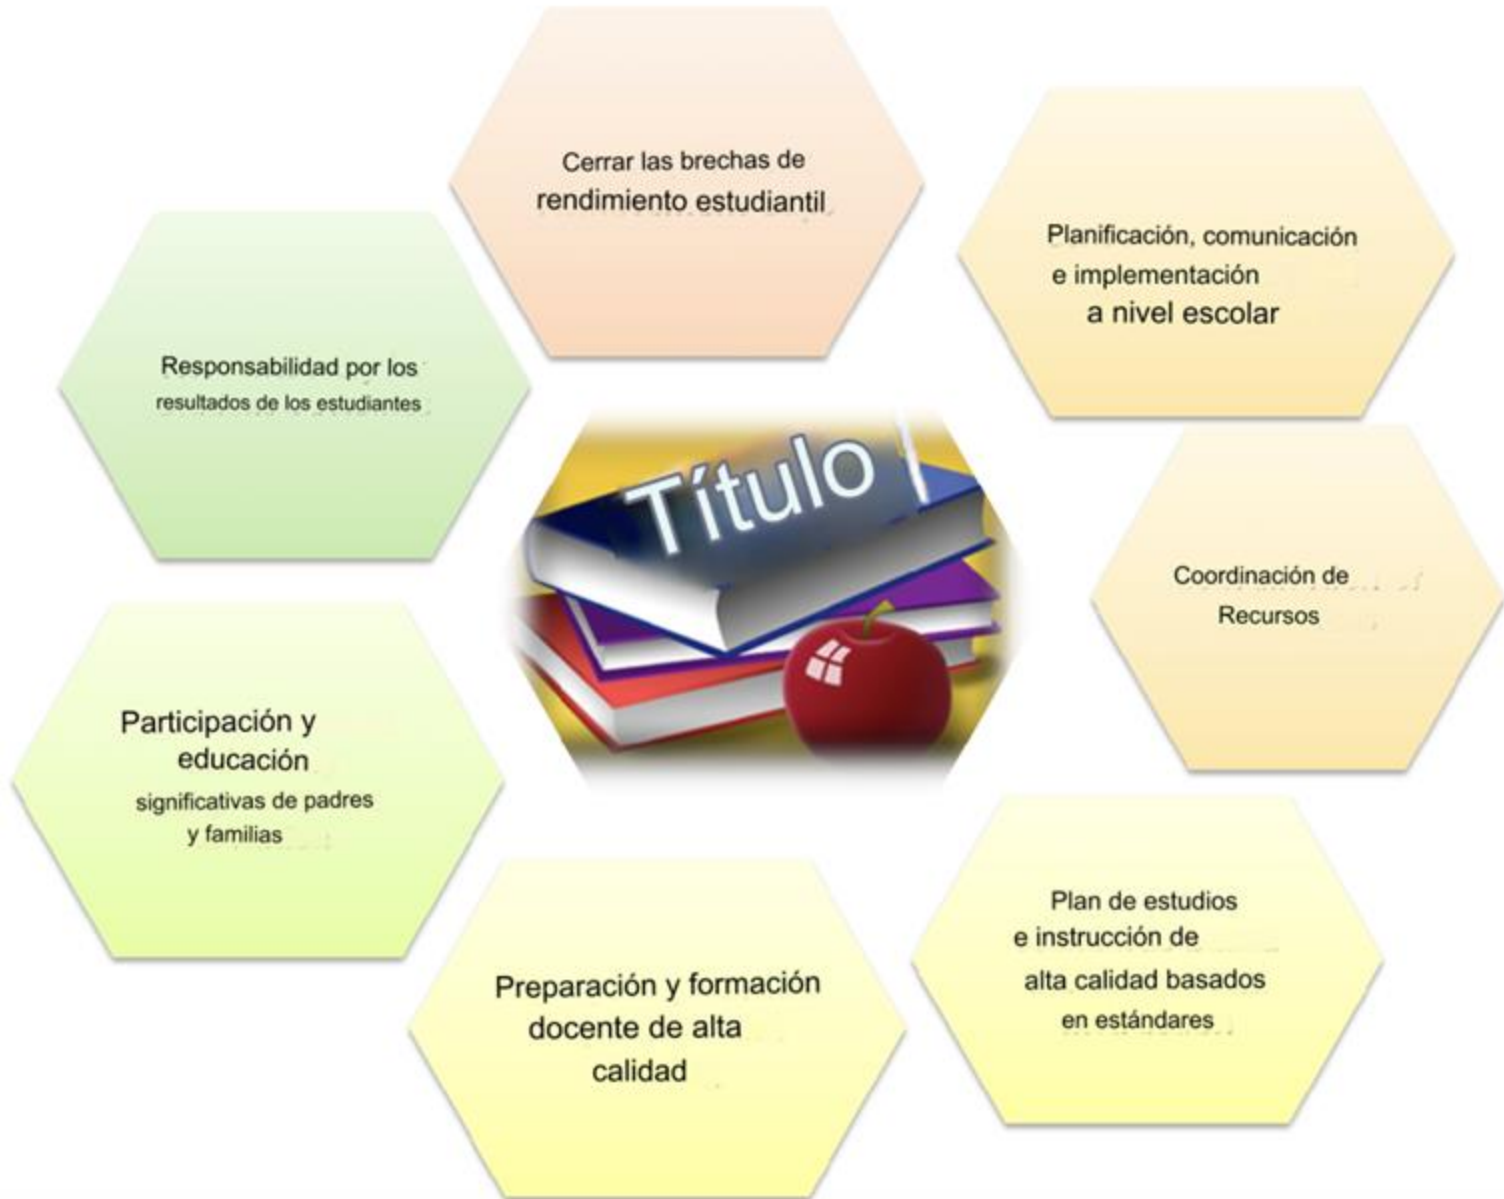 Cerrar las brechas de
rendimiento estudiantil
Planificación, comunicación
e implementación
a nivel escolar
Responsabilidad por los
resultados de los estudiantes
Título I
Coordinación de
Recursos
Participación y
educación
significativas de padres
y familias
Plan de estudios
e instrucción de
alta calidad basados
en estándares
Preparación y formación
docente de alta
calidad